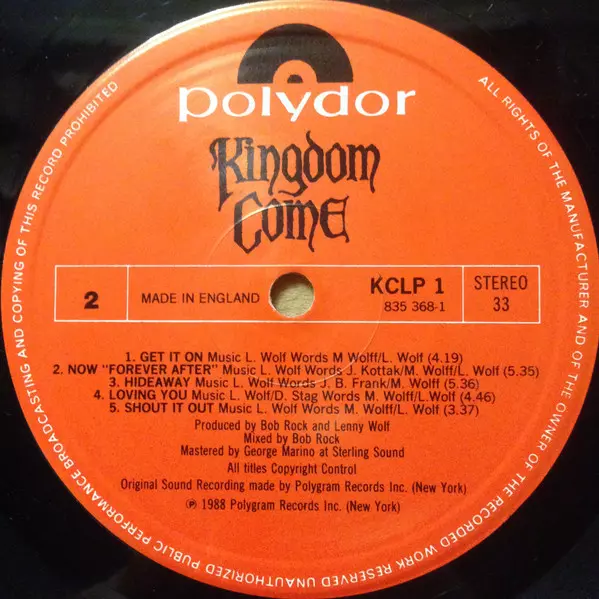 polydor
Kingdom
Come
2
MADE IN ENGLAND
KCLP 1
835 368-1
STEREO
33
1. GET IT ON Music L. Wolf Words M Wolff/L. Wolf (4.19)
2. NOW "FOREVER AFTER" Music L. Wolf Words J. Kottak/M. Wolff/L. Wolf (5.35)
3. HIDEAWAY Music L. Wolf Words J. B. Frank/M. Wolff (5.36)
4. LOVING YOU Music L. Wolf/D. Stag Words M. Wolff/L.Wolf (4.46)
5. SHOUT IT OUT Music L. Wolf Words M. Wolff/L. Wolf (3.37)
Produced by Bob Rock and Lenny Wolf
Mixed by Bob Rock
Mastered by George Marino at Sterling Sound
All titles Copyright Control
Original Sound Recording made by Polygram Records Inc. (New York)
℗ 1988 Polygram Records Inc. (New York)
ALL RIGHTS OF THE MANUFACTURER AND OF THE OWNER OF THE RECORDED WORK RESERVED UNAUTHORIZED PUBLIC PERFORMANCE BROADCASTING AND COPYING OF THIS RECORD PROHIBITED